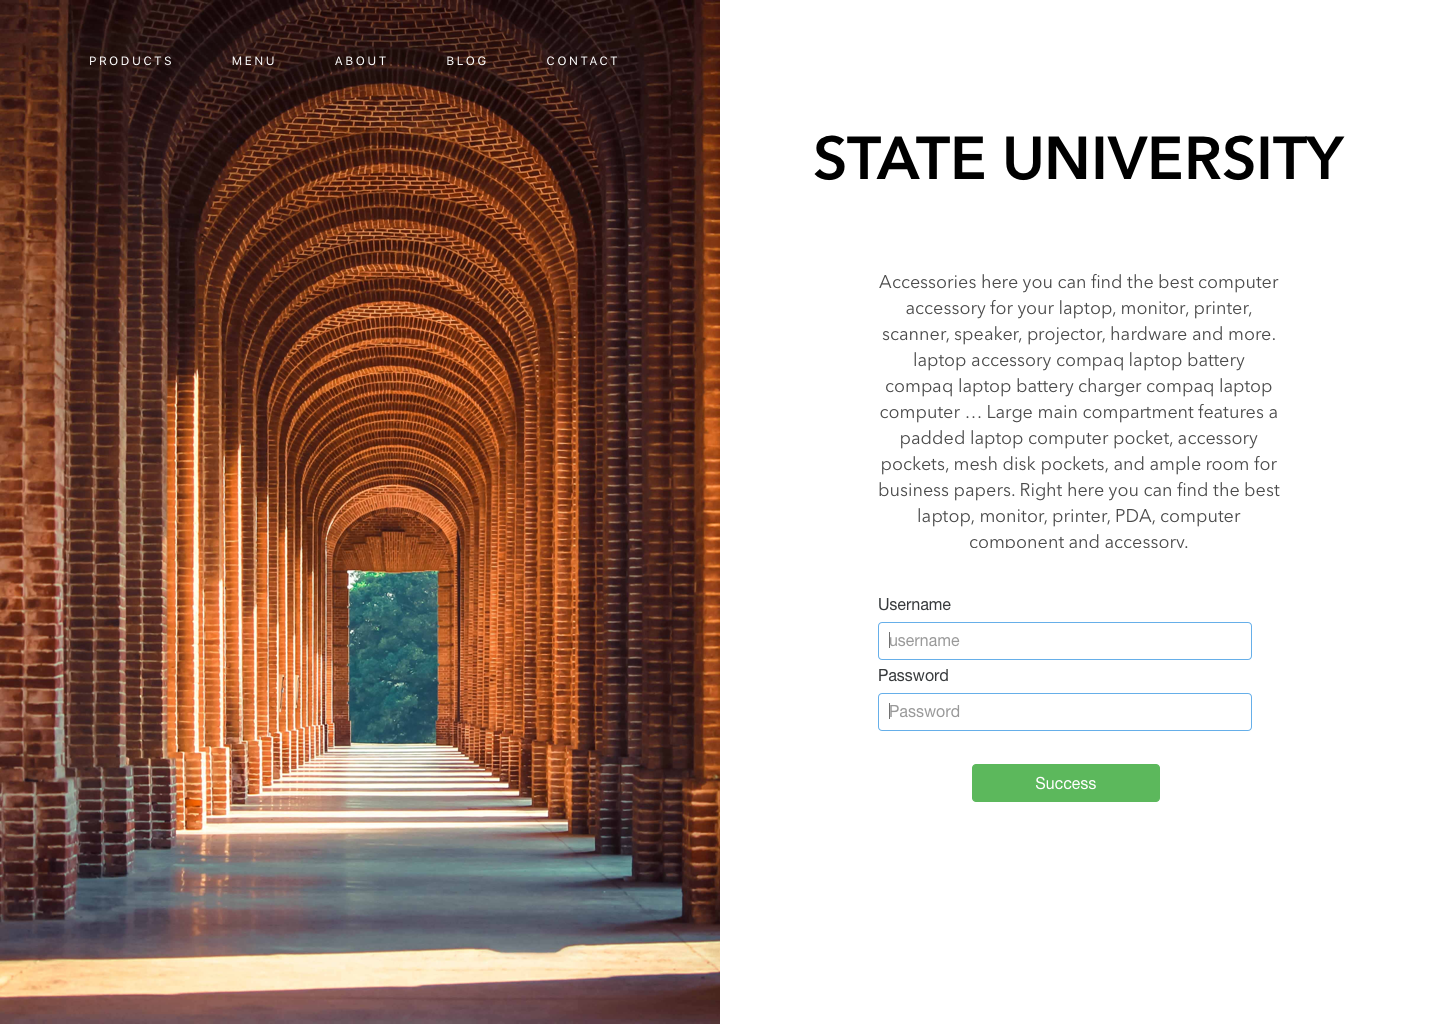 PRODUCTS MENU ABOUT BLOG CONTACT
STATE UNIVERSITY
Accessories here you can find the best computer
accessory for your laptop, monitor, printer,
scanner, speaker, projector, hardware and more.
laptop accessory compaq laptop battery
compaq laptop battery charger compaq laptop
computer … Large main compartment features a
padded laptop computer pocket, accessory
pockets, mesh disk pockets, and ample room for
business papers. Right here you can find the best
laptop, monitor, printer, PDA, computer
component and accessory.
Username
username
Password
Password
Success